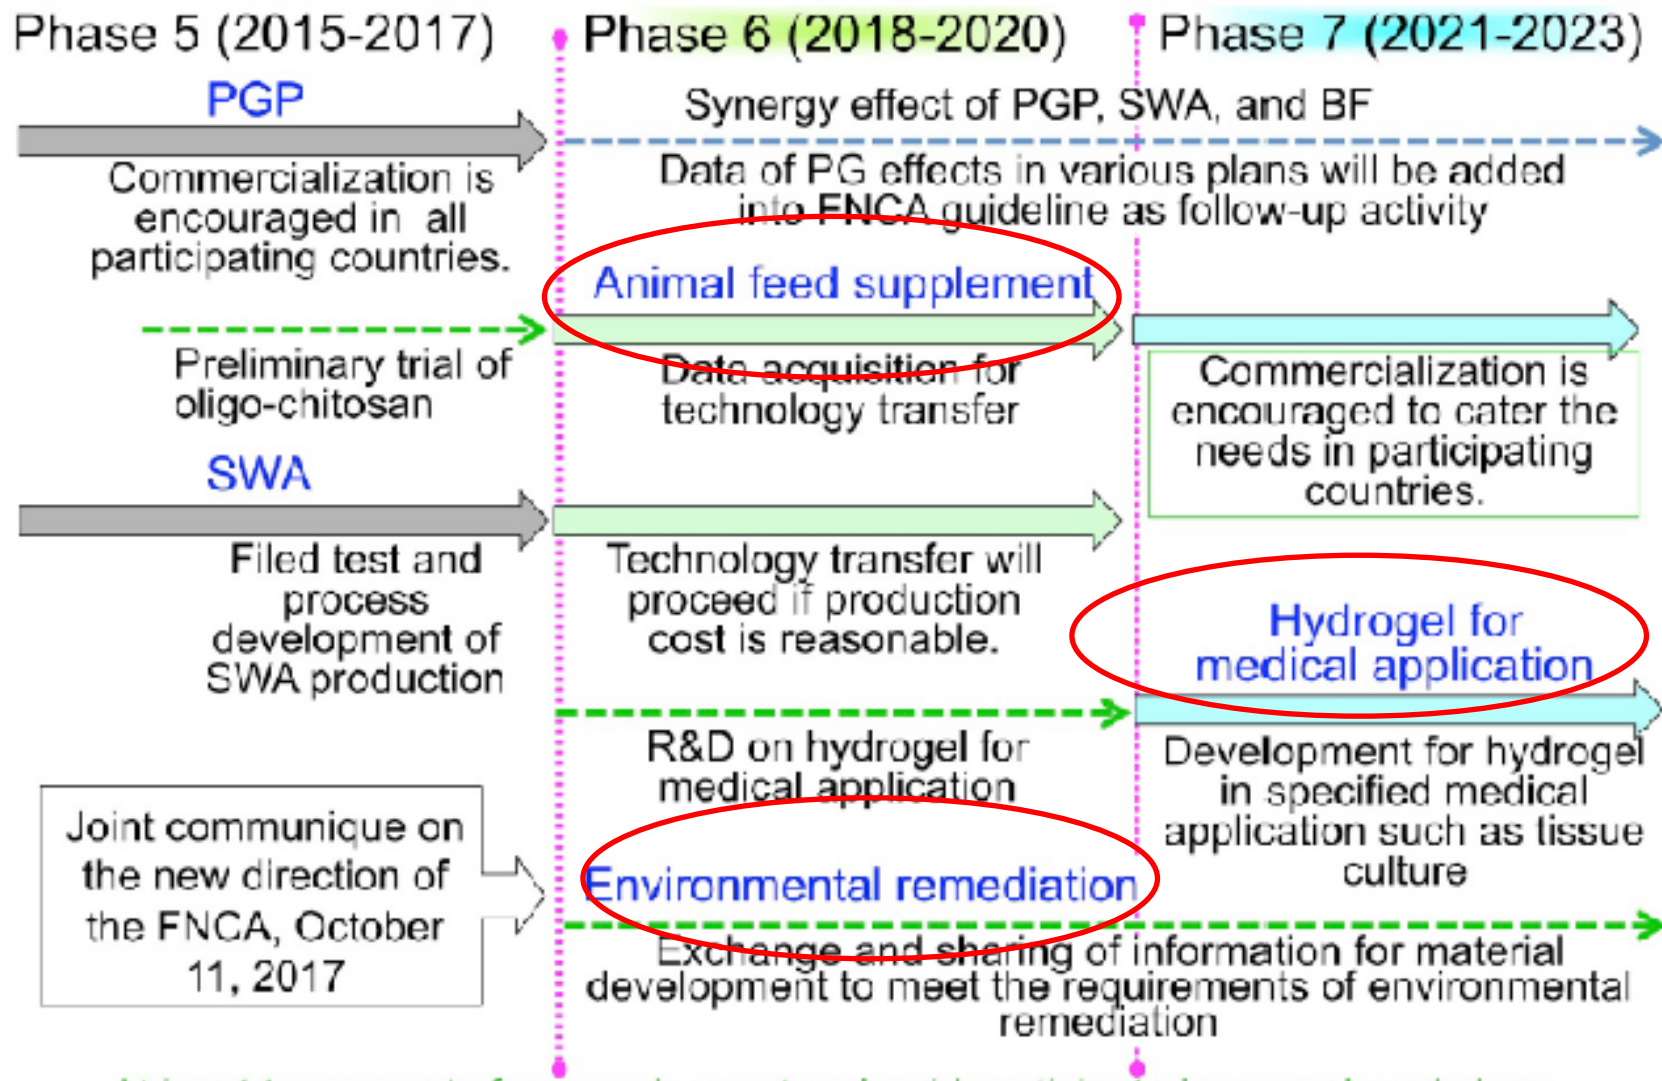 Phase 5 (2015-2017)
Phase 6 (2018-2020)
Phase 7 (2021-2023)
PGP
Commercialization is
encouraged in all
participating countries.
Synergy effect of PGP, SWA, and BF
Data of PG effects in various plans will be added
into FNCA guideline as follow-up activity
Preliminary trial of
oligo-chitosan
Animal feed supplement
Data acquisition for
technology transfer
Commercialization is
encouraged to cater the
needs in participating
countries.
SWA
Filed test and
process
development of
SWA production
Technology transfer will
proceed if production
cost is reasonable.
R&D on hydrogel for
medical application
Hydrogel for
medical application
Development for hydrogel
in specified medical
application such as tissue
culture
Joint communique on
the new direction of
the FNCA, October
11, 2017
Environmental remediation
Exchange and sharing of information for material
development to meet the requirements of environmental
remediation